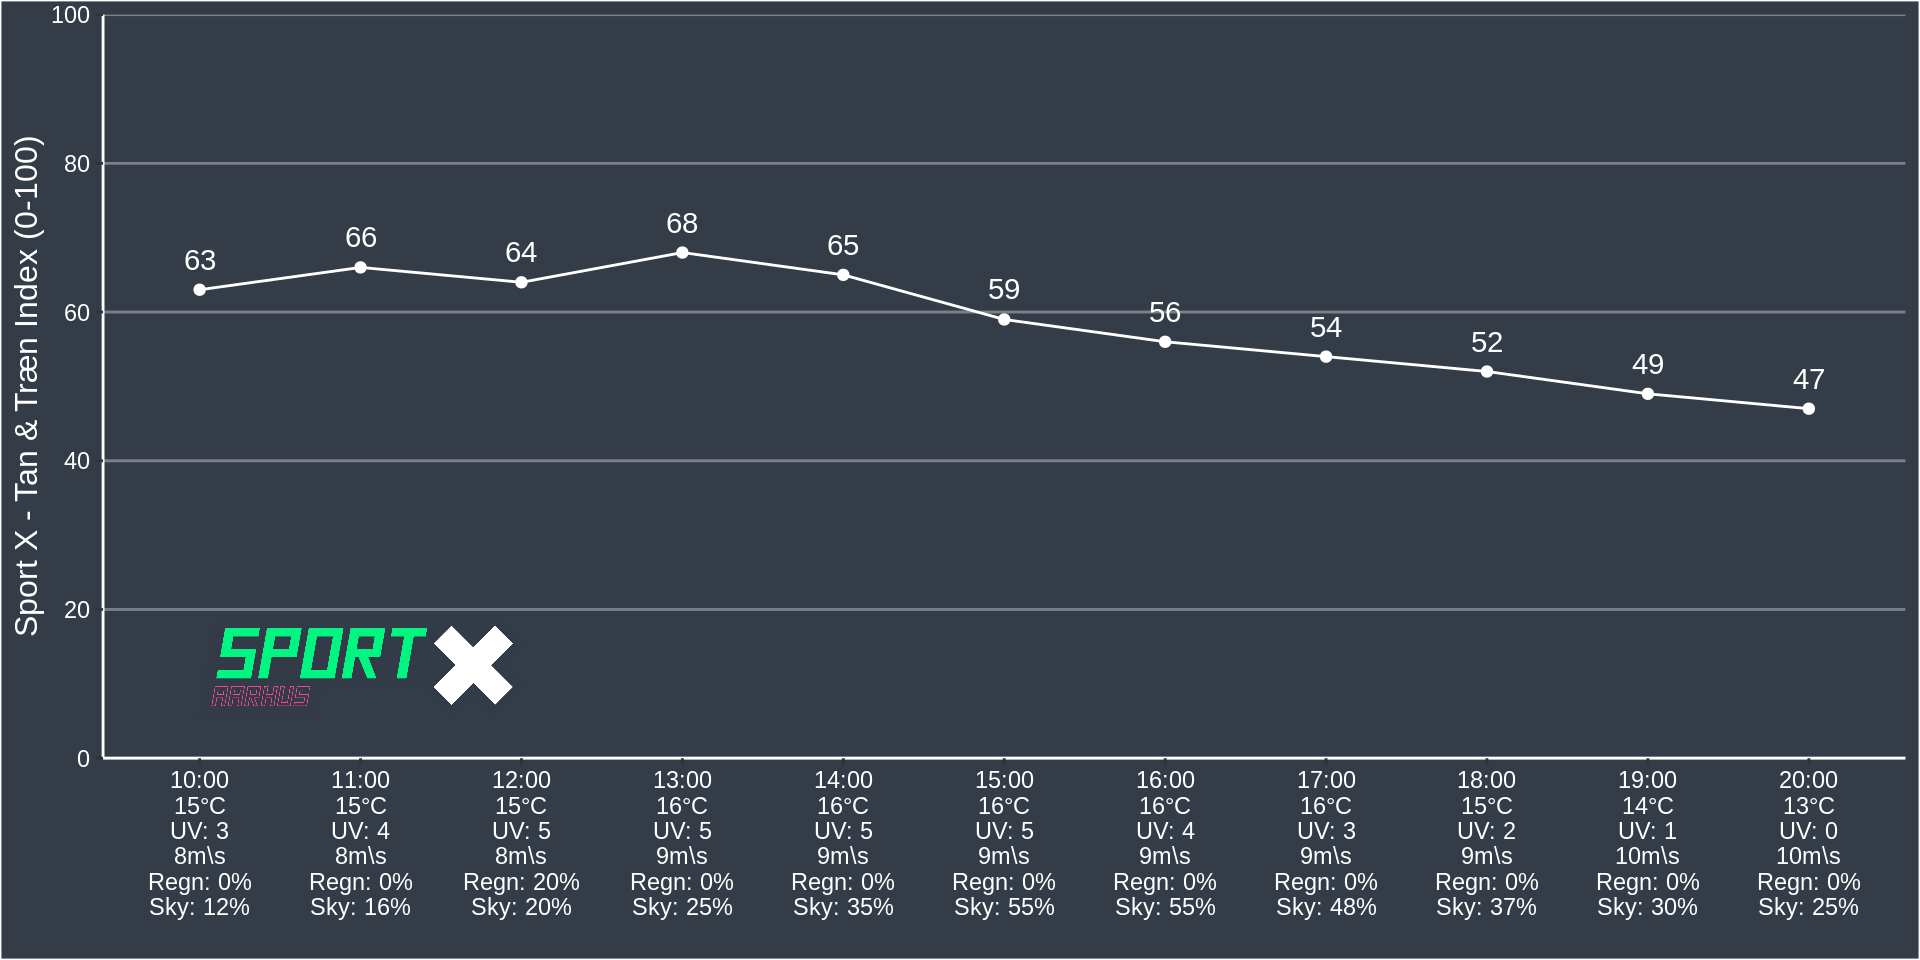 Sport X - Tan & Træn Index (0-100)
100
80
60
40
20
0
63
66
64
68
65
59
56
54
52
49
47
SPORT X
AARHUS
10:00 11:00 12:00 13:00 14:00 15:00 16:00 17:00 18:00 19:00 20:00
15°C 15°C 15°C 16°C 16°C 16°C 16°C 16°C 15°C 14°C 13°C
UV: 3 UV: 4 UV: 5 UV: 5 UV: 5 UV: 5 UV: 4 UV: 3 UV: 2 UV: 1 UV: 0
8m\s 8m\s 8m\s 9m\s 9m\s 9m\s 9m\s 9m\s 9m\s 10m\s 10m\s
Regn: 0% Regn: 0% Regn: 20% Regn: 0% Regn: 0% Regn: 0% Regn: 0% Regn: 0% Regn: 0% Regn: 0% Regn: 0%
Sky: 12% Sky: 16% Sky: 20% Sky: 25% Sky: 35% Sky: 55% Sky: 55% Sky: 48% Sky: 37% Sky: 30% Sky: 25%